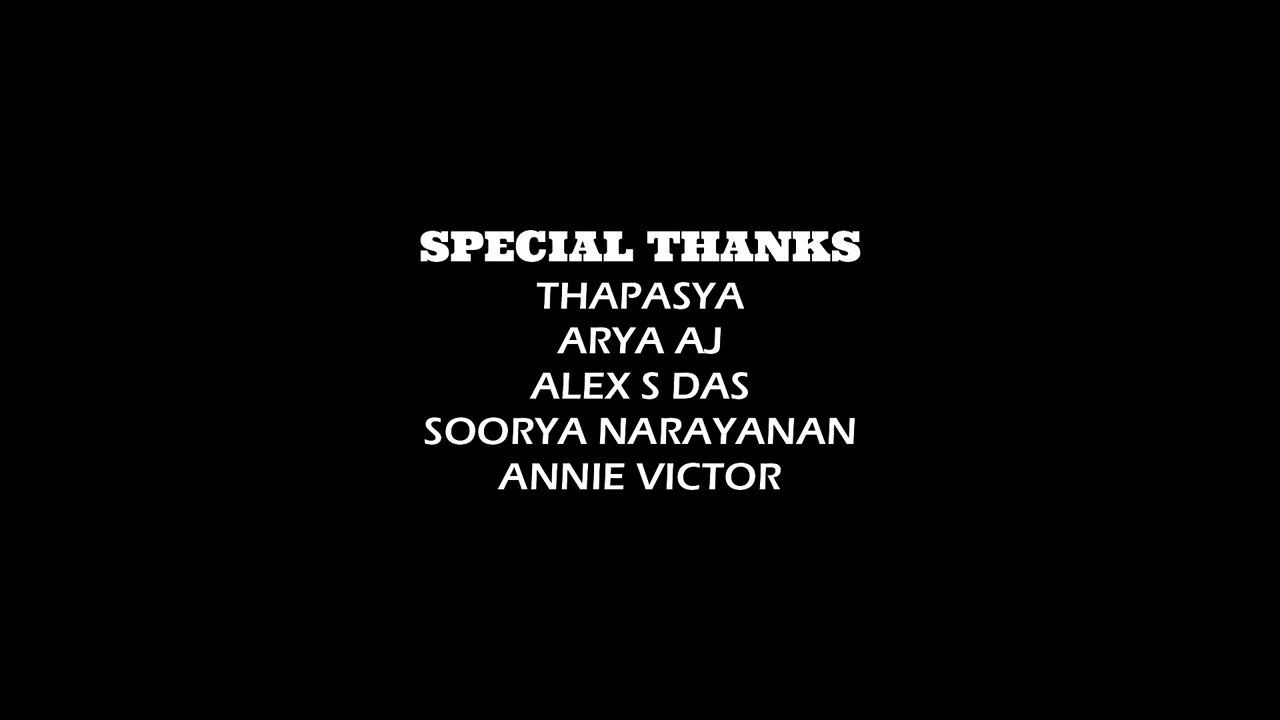 SPECIAL THANKS
THAPASYA
ARYA AJ
ALEX S DAS
SOORYA NARAYANAN
ANNIE VICTOR